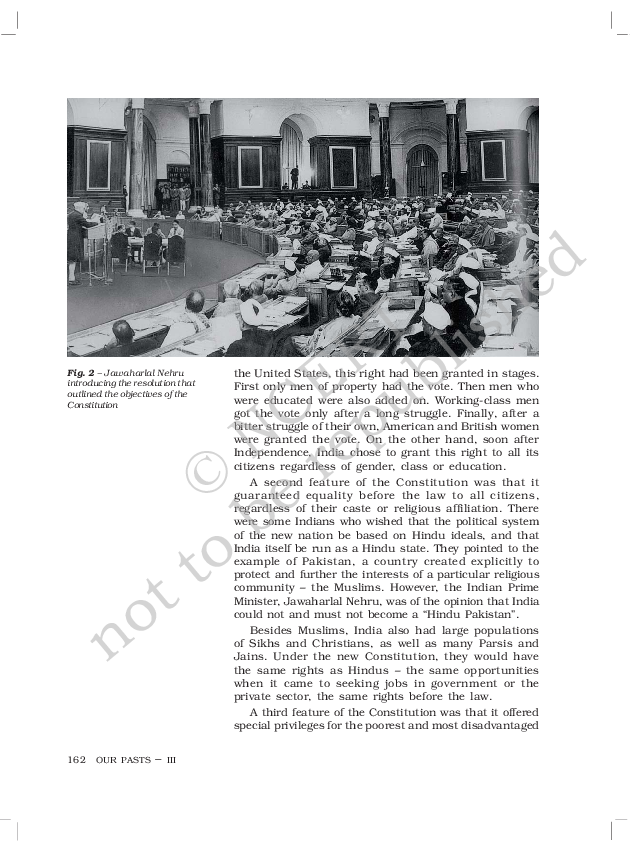 Fig. 2 – Jawaharlal Nehru
introducing the resolution that
outlined the objectives of the
Constitution
the United States, this right had been granted in stages.
First only men of property had the vote. Then men who
were educated were also added on. Working-class men
got the vote only after a long struggle. Finally, after a
bitter struggle of their own, American and British women
were granted the vote. On the other hand, soon after
Independence, India chose to grant this right to all its
citizens regardless of gender, class or education.
A second feature of the Constitution was that it
guaranteed equality before the law to all citizens,
regardless of their caste or religious affiliation. There
were some Indians who wished that the political system
of the new nation be based on Hindu ideals, and that
India itself be run as a Hindu state. They pointed to the
example of Pakistan, a country created explicitly to
protect and further the interests of a particular religious
community – the Muslims. However, the Indian Prime
Minister, Jawaharlal Nehru, was of the opinion that India
could not and must not become a “Hindu Pakistan”.
Besides Muslims, India also had large populations
of Sikhs and Christians, as well as many Parsis and
Jains. Under the new Constitution, they would have
the same rights as Hindus – the same opportunities
when it came to seeking jobs in government or the
private sector, the same rights before the law.
A third feature of the Constitution was that it offered
special privileges for the poorest and most disadvantaged
162 OUR PASTS – III
© NCERT
not to be republished